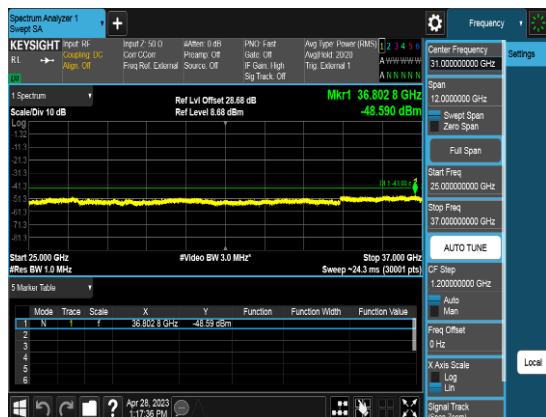 Spectrum Analyzer 1
Swept SA
+
Frequency
KEYSIGHT
Input: RF
Coupling: DC
Align: Off
Input Z: 50 Ω
Corr CCorr
Freq Ref: External
#Atten: 0 dB
Preamp: Off
Source: Off
PNO: Fast
Gate: Off
IF Gain: High
Sig Track: Off
Avg Type: Power (RMS)
Avg|Hold: 20/20
Trig: External 1
1 2 3 4 5 6
A W W W W W
A N N N N N
RL
Center Frequency
31.000000000 GHz
Settings
1 Spectrum
Scale/Div 10 dB
Ref Lvl Offset 28.68 dB
Ref Level 8.68 dBm
Mkr1 36.802 8 GHz
-48.590 dBm
Log
-1.32
-11.3
-21.3
-31.3
-41.3
-51.3
-61.3
-71.3
-81.3
Start 25.000 GHz
#Res BW 1.0 MHz
#Video BW 3.0 MHz*
Stop 37.000 GHz
Sweep ~24.3 ms (30001 pts)
Span
12.0000000 GHz
Swept Span
Zero Span
Full Span
Start Freq
25.000000000 GHz
Stop Freq
37.000000000 GHz
AUTO TUNE
CF Step
1.200000000 GHz
Auto
Man
Freq Offset
0 Hz
X Axis Scale
Log
Lin
Signal Track
(Span Zoom)
Local
5 Marker Table
Mode Trace Scale X Y Function Function Width Function Value
1 N 1 f 36.802 8 GHz -48.59 dBm
2
3
4
5
6
Apr 28, 2023
1:17:36 PM